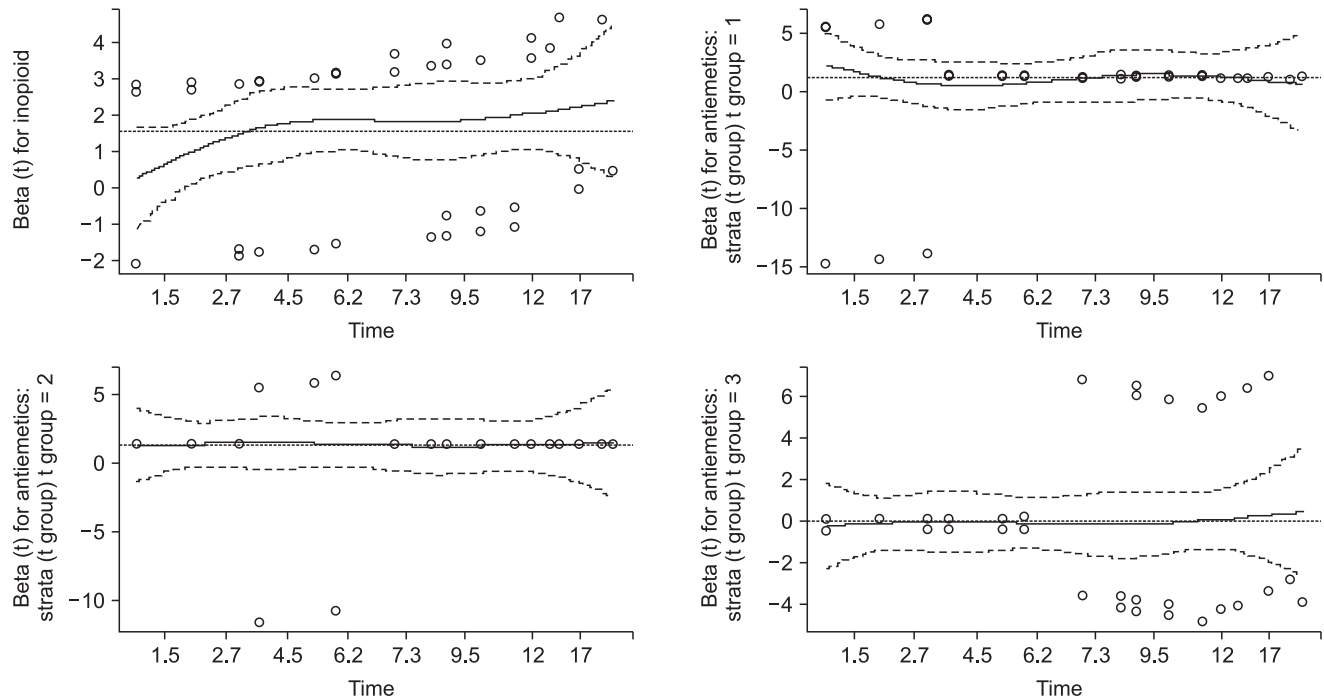 Beta (t) for inopioid
4
3
2
1
0
−1
−2
1.5 2.7 4.5 6.2 7.3 9.5 12 17
Time
Beta (t) for antiemetics:
strata (t group) t group = 1
5
0
−5
−10
−15
1.5 2.7 4.5 6.2 7.3 9.5 12 17
Time
Beta (t) for antiemetics:
strata (t group) t group = 2
5
0
−5
−10
1.5 2.7 4.5 6.2 7.3 9.5 12 17
Time
Beta (t) for antiemetics:
strata (t group) t group = 3
6
4
2
0
−2
−4
1.5 2.7 4.5 6.2 7.3 9.5 12 17
Time